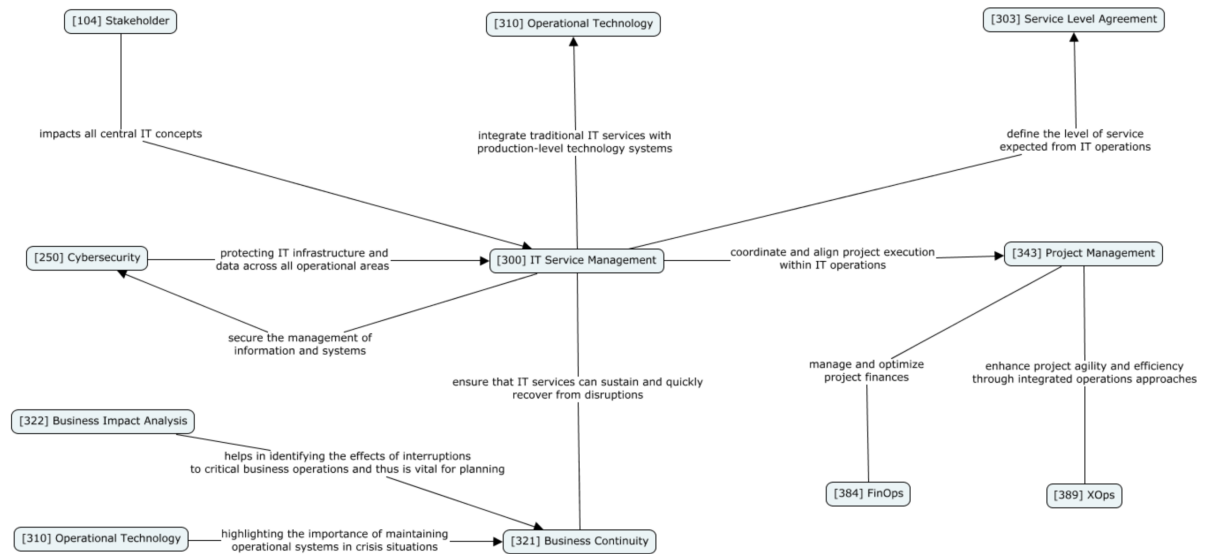 [104] Stakeholder
[310] Operational Technology
[303] Service Level Agreement
impacts all central IT concepts
integrate traditional IT services with
production-level technology systems
define the level of service
expected from IT operations
[250] Cybersecurity
protecting IT infrastructure and
data across all operational areas
[300] IT Service Management
coordinate and align project execution
within IT operations
[343] Project Management
secure the management of
information and systems
manage and optimize
project finances
enhance project agility and efficiency
through integrated operations approaches
ensure that IT services can sustain and quickly
recover from disruptions
[322] Business Impact Analysis
helps in identifying the effects of interruptions
to critical business operations and thus is vital for planning
[384] FinOps
[389] XOps
[310] Operational Technology
highlighting the importance of maintaining
operational systems in crisis situations
[321] Business Continuity